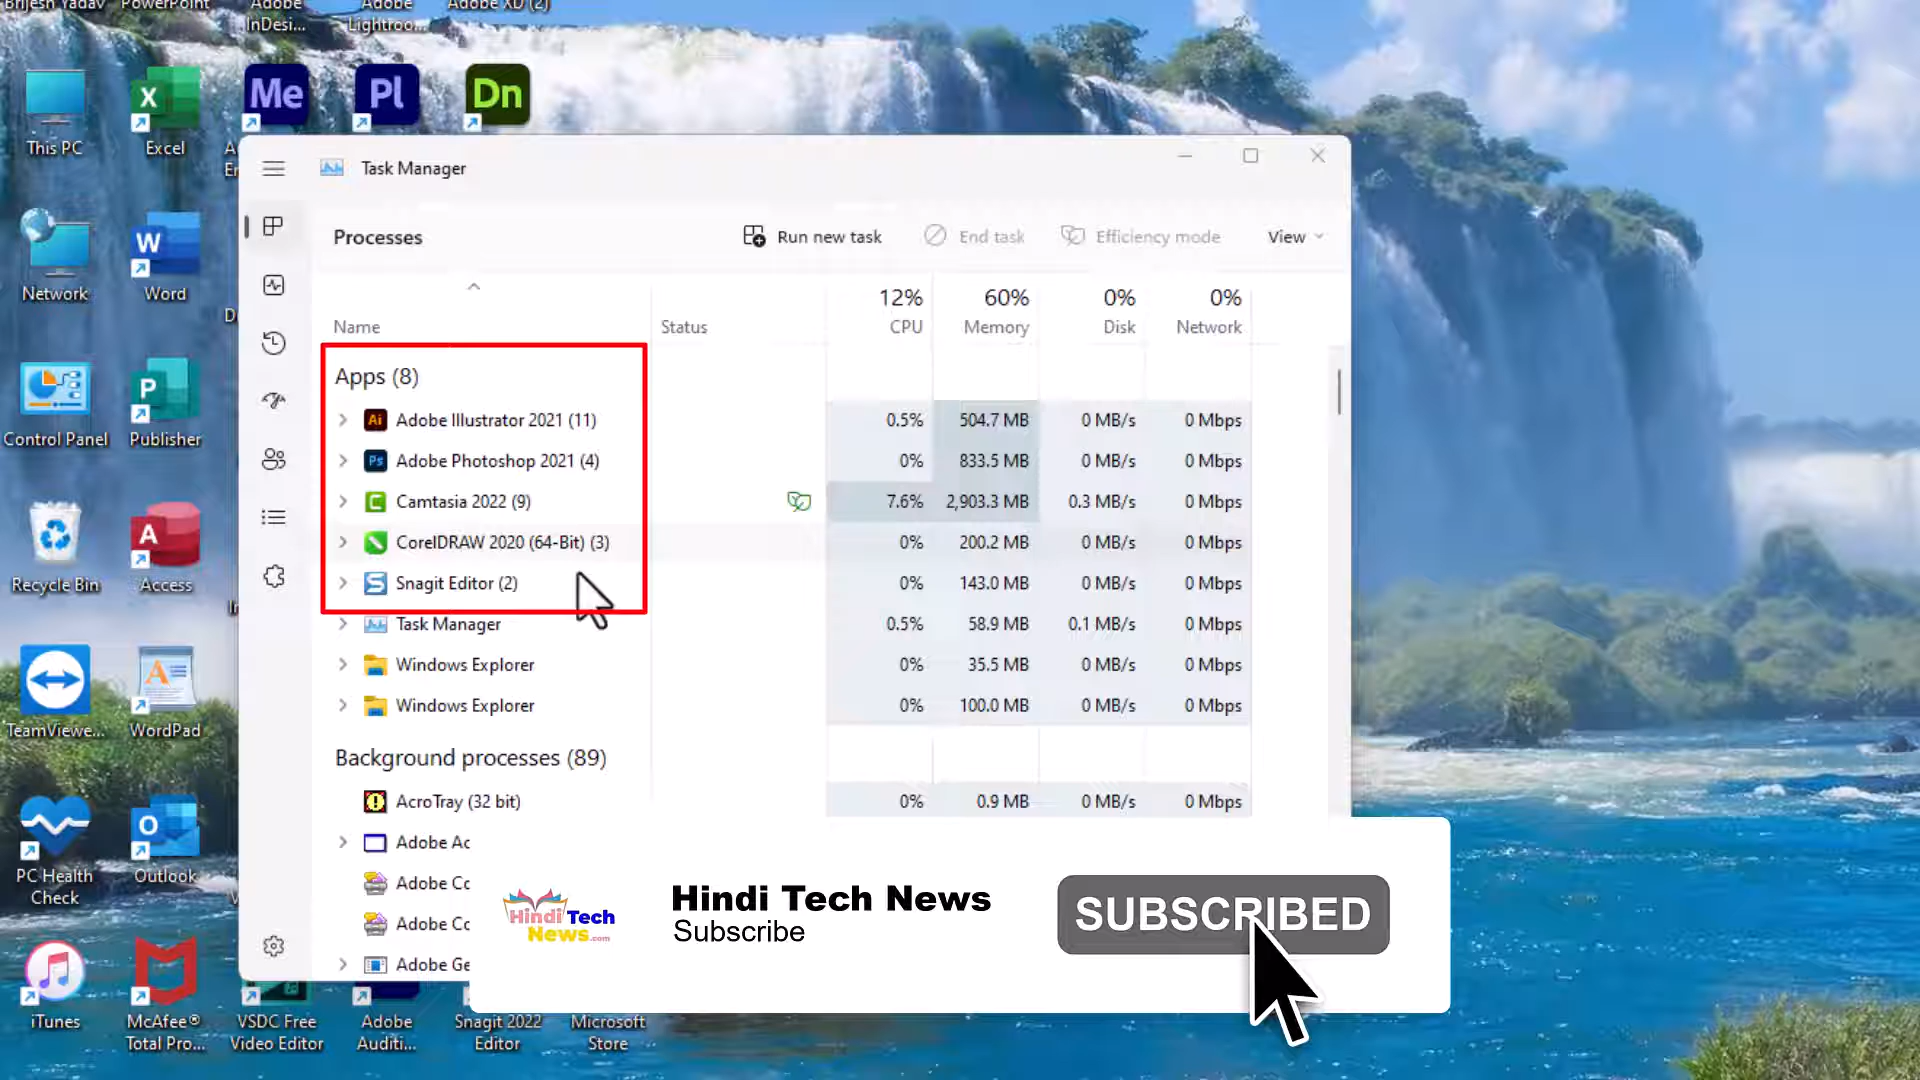 Brijesh Yadav
PowerPoint
Adobe
InDesi...
Adobe
Lightroo...
Adobe XD (2)
X
Me
Pl
Dn
This PC
Excel
Task Manager
Processes
Run new task
End task
Efficiency mode
View
12%
60%
0%
0%
Name
Status
CPU
Memory
Disk
Network
Apps (8)
Ai
Adobe Illustrator 2021 (11)
0.5%
504.7 MB
0 MB/s
0 Mbps
Ps
Adobe Photoshop 2021 (4)
0%
833.5 MB
0 MB/s
0 Mbps
Camtasia 2022 (9)
7.6%
2,903.3 MB
0.3 MB/s
0 Mbps
CorelDRAW 2020 (64-Bit) (3)
0%
200.2 MB
0 MB/s
0 Mbps
Snagit Editor (2)
0%
143.0 MB
0 MB/s
0 Mbps
Task Manager
0.5%
58.9 MB
0.1 MB/s
0 Mbps
Windows Explorer
0%
35.5 MB
0 MB/s
0 Mbps
Windows Explorer
0%
100.0 MB
0 MB/s
0 Mbps
Background processes (89)
AcroTray (32 bit)
0%
0.9 MB
0 MB/s
0 Mbps
Adobe Ac
Adobe Cc
Adobe Cc
Adobe Ge
W
Network
Word
P
Control Panel
Publisher
A
Recycle Bin
Access
TeamViewe...
WordPad
O
PC Health
Check
Outlook
iTunes
McAfee®
Total Pro...
VSDC Free
Video Editor
Adobe
Auditi...
Snagit 2022
Editor
Microsoft
Store
Hindi Tech
News.com
Hindi Tech News
Subscribe
SUBSCRIBED